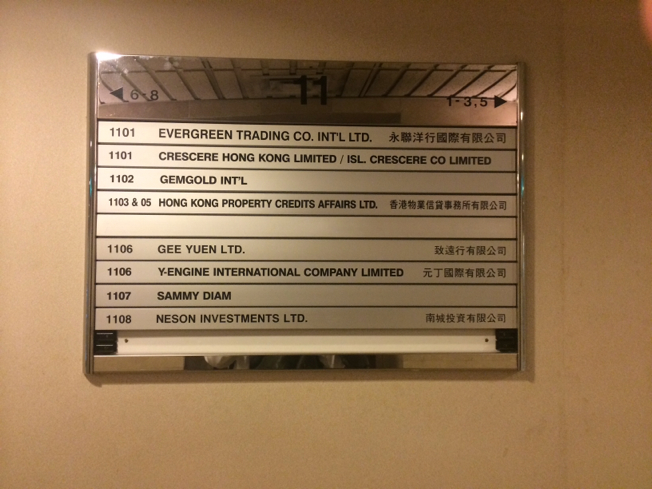 ◀ 6-8 11 1-3,5 ▶
1101 EVERGREEN TRADING CO. INT'L LTD. 永聯洋行國際有限公司
1101 CRESCERE HONG KONG LIMITED / ISL. CRESCERE CO LIMITED
1102 GEMGOLD INT'L
1103 & 05 HONG KONG PROPERTY CREDITS AFFAIRS LTD. 香港物業信貸事務所有限公司
1106 GEE YUEN LTD. 致遠行有限公司
1106 Y-ENGINE INTERNATIONAL COMPANY LIMITED 元丁國際有限公司
1107 SAMMY DIAM
1108 NESON INVESTMENTS LTD. 南城投資有限公司